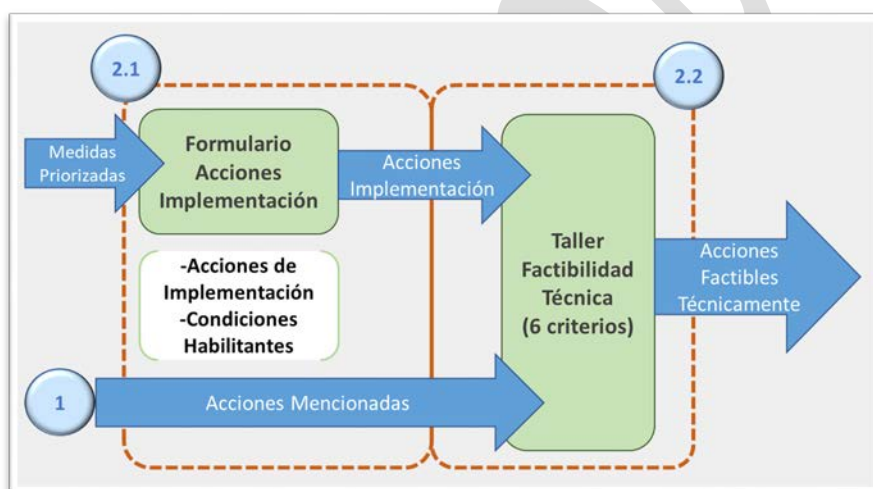 2.1
2.2
Medidas
Priorizadas
Formulario
Acciones
Implementación
Acciones
Implementación
-Acciones de
Implementación
-Condiciones
Habilitantes
Taller
Factibilidad
Técnica
(6 criterios)
Acciones
Factibles
Técnicamente
1
Acciones Mencionadas